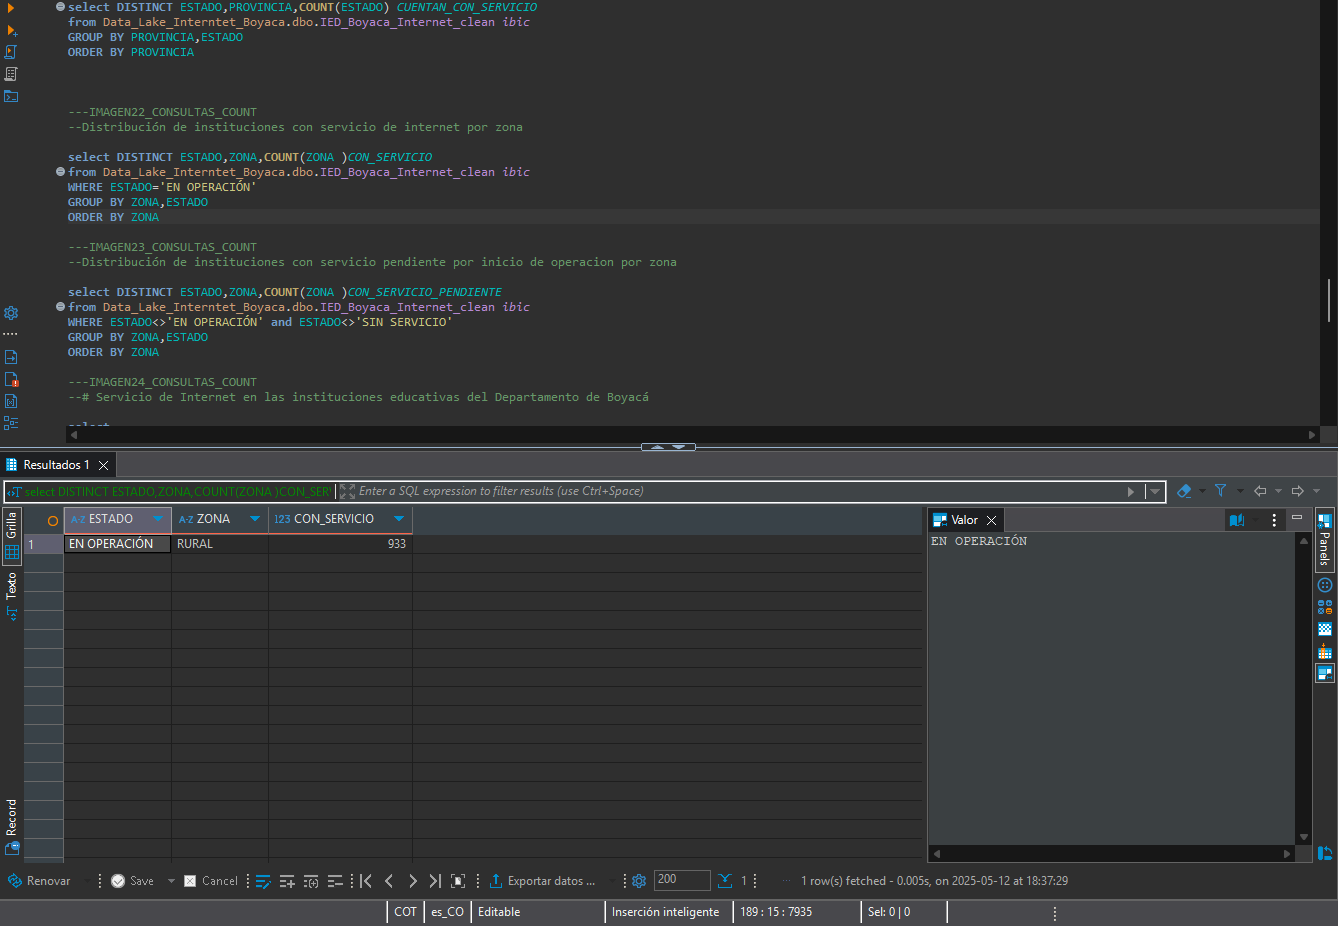 select DISTINCT ESTADO,PROVINCIA,COUNT(ESTADO) CUENTAN_CON_SERVICIO
from Data_Lake_Interntet_Boyaca.dbo.IED_Boyaca_Internet_clean ibic
GROUP BY PROVINCIA,ESTADO
ORDER BY PROVINCIA
---IMAGEN22_CONSULTAS_COUNT
--Distribución de instituciones con servicio de internet por zona
select DISTINCT ESTADO,ZONA,COUNT(ZONA )CON_SERVICIO
from Data_Lake_Interntet_Boyaca.dbo.IED_Boyaca_Internet_clean ibic
WHERE ESTADO='EN OPERACIÓN'
GROUP BY ZONA,ESTADO
ORDER BY ZONA
---IMAGEN23_CONSULTAS_COUNT
--Distribución de instituciones con servicio pendiente por inicio de operacion por zona
select DISTINCT ESTADO,ZONA,COUNT(ZONA )CON_SERVICIO_PENDIENTE
from Data_Lake_Interntet_Boyaca.dbo.IED_Boyaca_Internet_clean ibic
WHERE ESTADO<>'EN OPERACIÓN' and ESTADO<>'SIN SERVICIO'
GROUP BY ZONA,ESTADO
ORDER BY ZONA
---IMAGEN24_CONSULTAS_COUNT
--# Servicio de Internet en las instituciones educativas del Departamento de Boyacá
select
Resultados 1
select DISTINCT ESTADO,ZONA,COUNT(ZONA )CON_SERV
Enter a SQL expression to filter results (use Ctrl+Space)
Grilla
Texto
Record
A-Z ESTADO
A-Z ZONA
123 CON_SERVICIO
1
EN OPERACIÓN
RURAL
933
Valor
EN OPERACIÓN
Panels
Renovar
Save
Cancel
Exportar datos ...
200
1
1 row(s) fetched - 0.005s, on 2025-05-12 at 18:37:29
COT
es_CO
Editable
Inserción inteligente
189 : 15 : 7935
Sel: 0 | 0